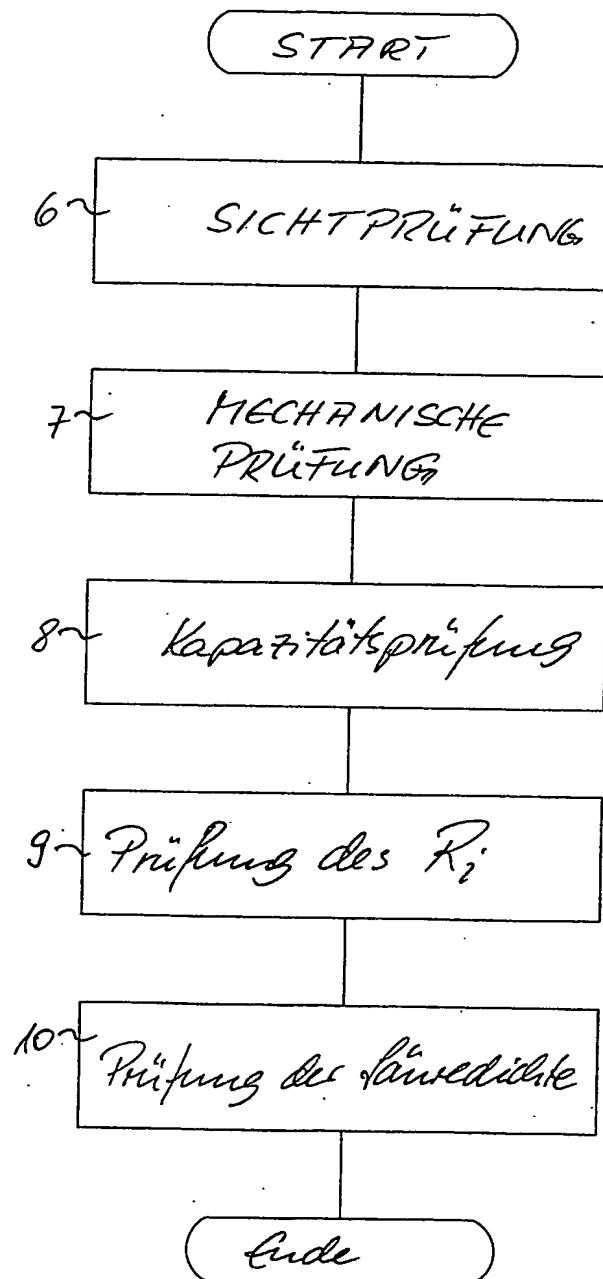 START
6 SICHTPRÜFUNG
7 MECHANISCHE
PRÜFUNG
8 Kapazitätsprüfung
9 Prüfung des Ri
10 Prüfung der Säuredichte
Ende